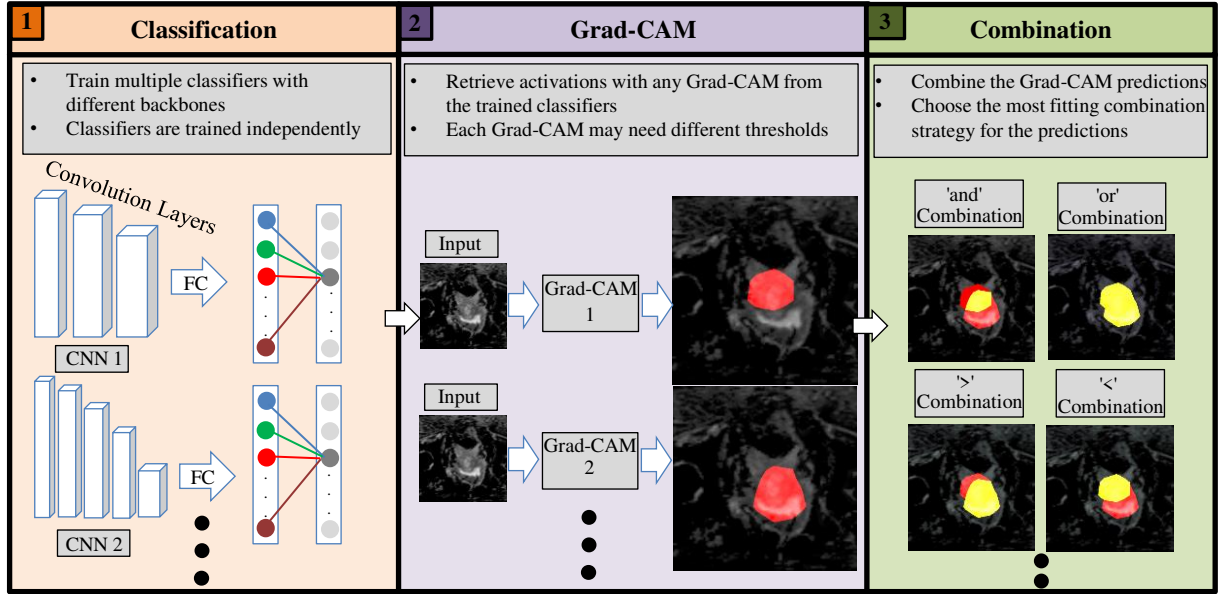 1
Classification
• Train multiple classifiers with
different backbones
• Classifiers are trained independently
Convolution Layers
FC
CNN 1
FC
CNN 2
2
Grad-CAM
• Retrieve activations with any Grad-CAM from
the trained classifiers
• Each Grad-CAM may need different thresholds
Input
Grad-CAM
1
Input
Grad-CAM
2
3
Combination
• Combine the Grad-CAM predictions
• Choose the most fitting combination
strategy for the predictions
'and'
Combination
'or'
Combination
'>'
Combination
'<'
Combination